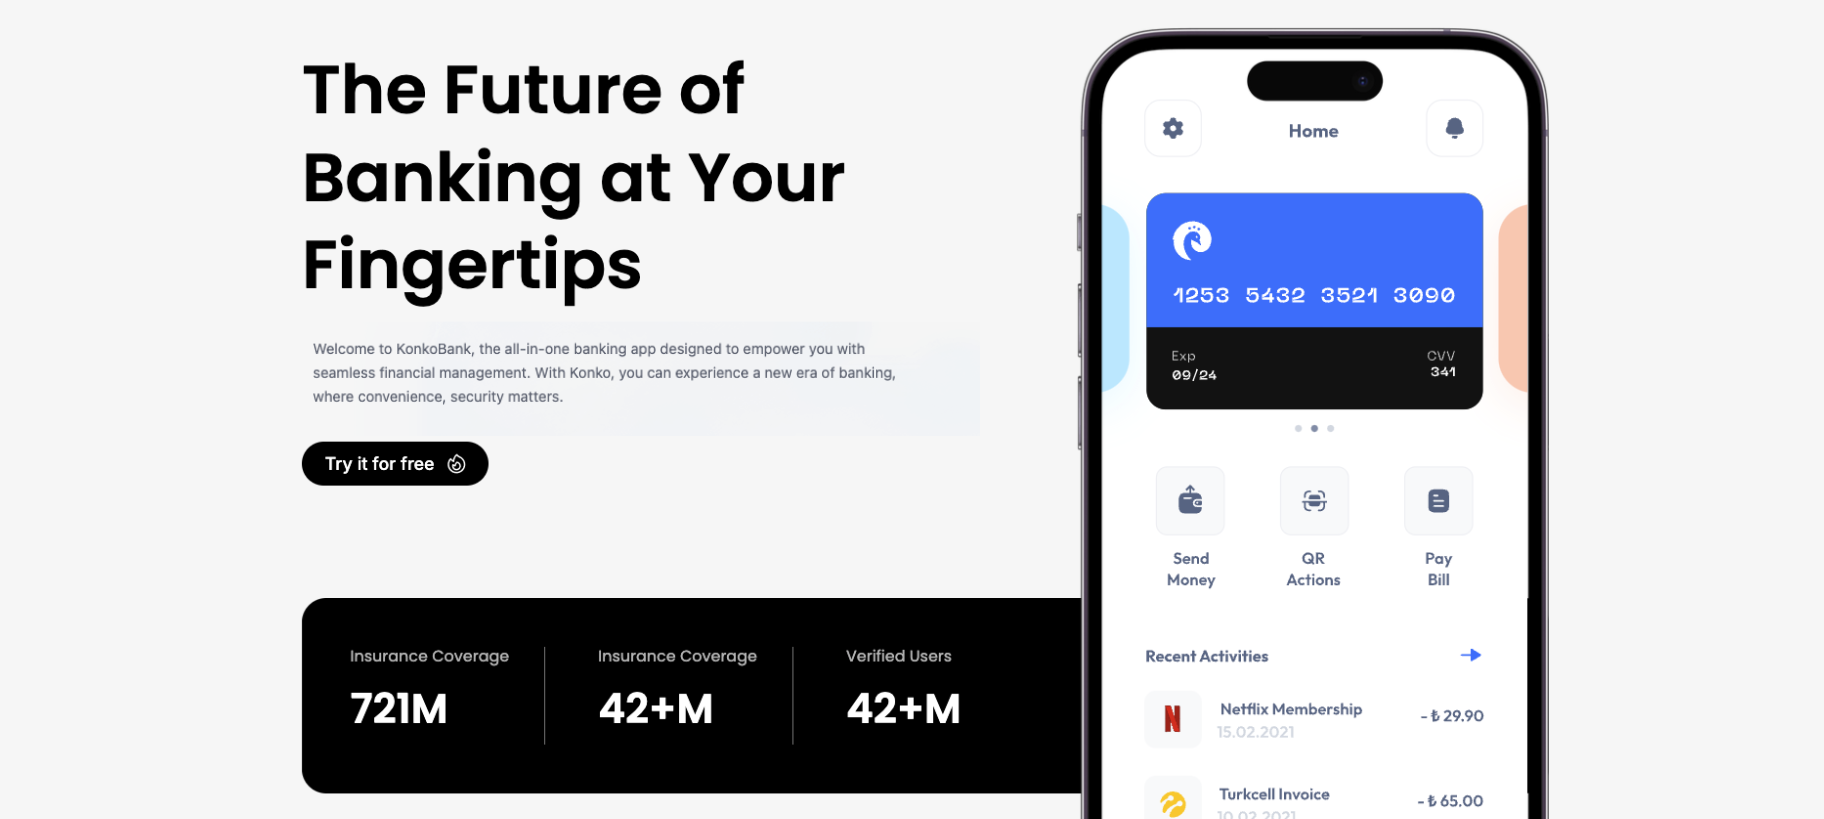 The Future of
Banking at Your
Fingertips
Welcome to KonkoBank, the all-in-one banking app designed to empower you with
seamless financial management. With Konko, you can experience a new era of banking,
where convenience, security matters.
Try it for free
Insurance Coverage
721M
Insurance Coverage
42+M
Verified Users
42+M
Home
1253 5432 3521 3090
Exp
09/24
CVV
341
Send
Money
QR
Actions
Pay
Bill
Recent Activities
N
Netflix Membership
15.02.2021
- ₺ 29.90
Turkcell Invoice
10.02.2021
- ₺ 65.00